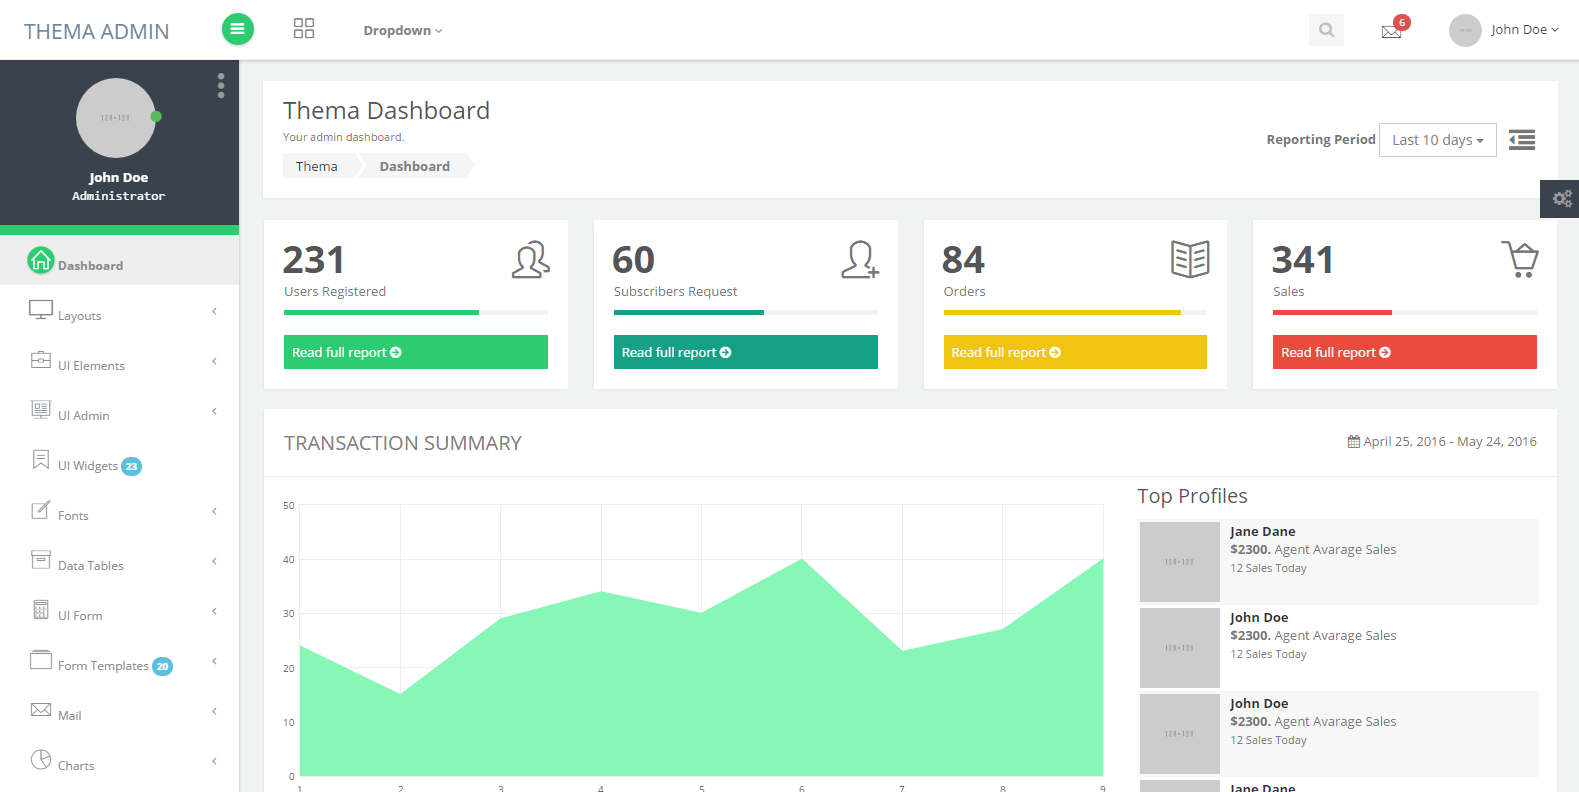 THEMA ADMIN
Dropdown
6
John Doe
128×128
John Doe
Administrator
Dashboard
Layouts
UI Elements
UI Admin
UI Widgets 23
Fonts
Data Tables
UI Form
Form Templates 20
Mail
Charts
Thema Dashboard
Your admin dashboard.
Thema Dashboard
Reporting Period Last 10 days
231
Users Registered
Read full report
60
Subscribers Request
Read full report
84
Orders
Read full report
341
Sales
Read full report
TRANSACTION SUMMARY
April 25, 2016 - May 24, 2016
50
40
30
20
10
0
1 2 3 4 5 6 7 8 9
Top Profiles
128×128
Jane Dane
$2300. Agent Avarage Sales
12 Sales Today
128×128
John Doe
$2300. Agent Avarage Sales
12 Sales Today
128×128
John Doe
$2300. Agent Avarage Sales
12 Sales Today
Jane Dane